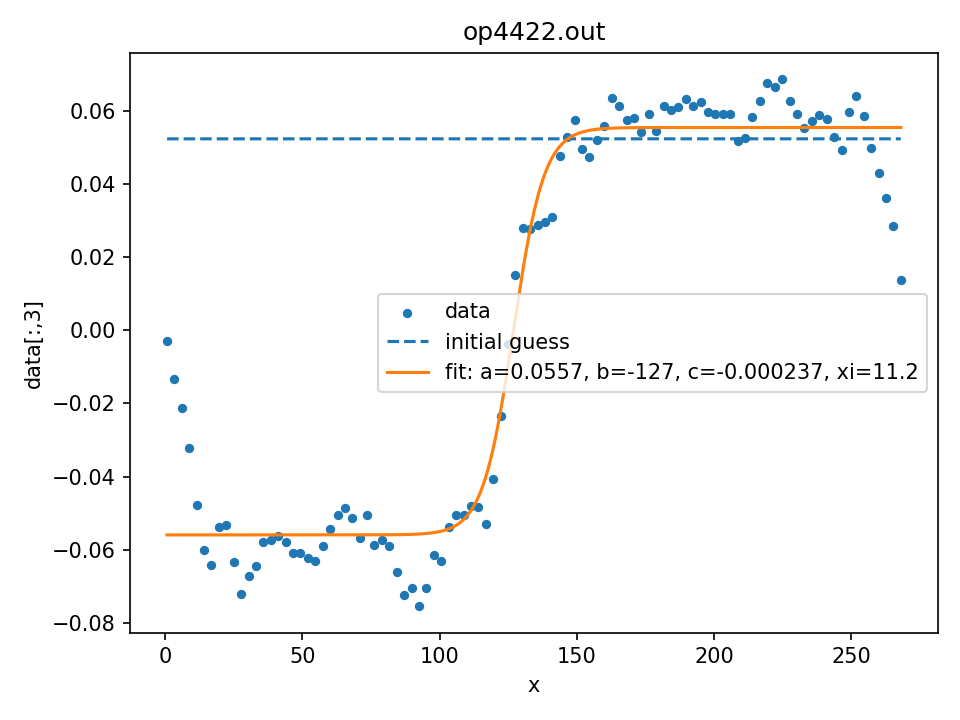 op4422.out
0.06
0.04
0.02
0.00
−0.02
−0.04
−0.06
−0.08
data[:,3]
data
initial guess
fit: a=0.0557, b=-127, c=-0.000237, xi=11.2
0 50 100 150 200 250
x